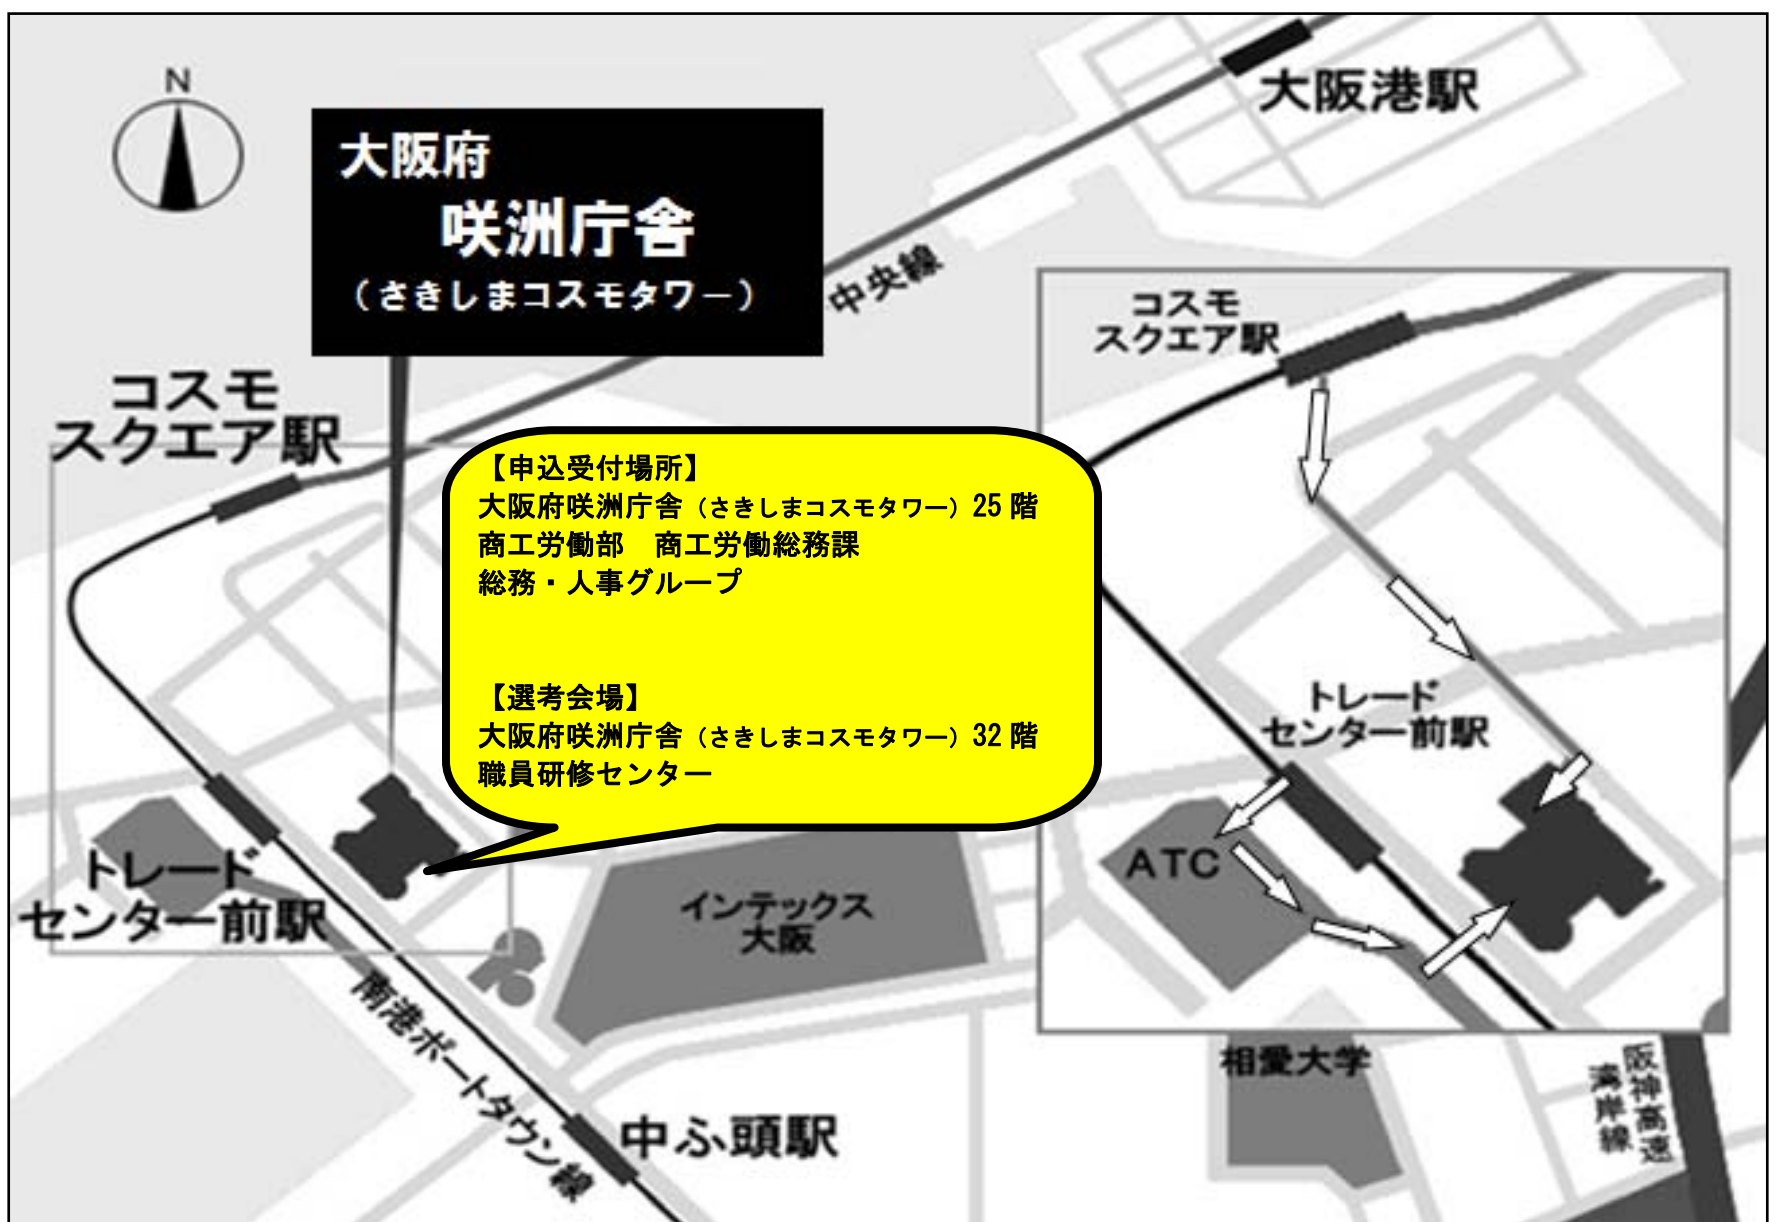 N
大阪府
咲洲庁舎
（さきしまコスモタワー）
大阪港駅
中央線
コスモ
スクエア駅
【申込受付場所】
大阪府咲洲庁舎（さきしまコスモタワー）25階
商工労働部　商工労働総務課
総務・人事グループ
【選考会場】
大阪府咲洲庁舎（さきしまコスモタワー）32階
職員研修センター
コスモ
スクエア駅
トレード
センター前駅
ATC
トレード
センター前駅
インテックス
大阪
南港ポートタウン線
中ふ頭駅
相愛大学
阪神高速
湾岸線